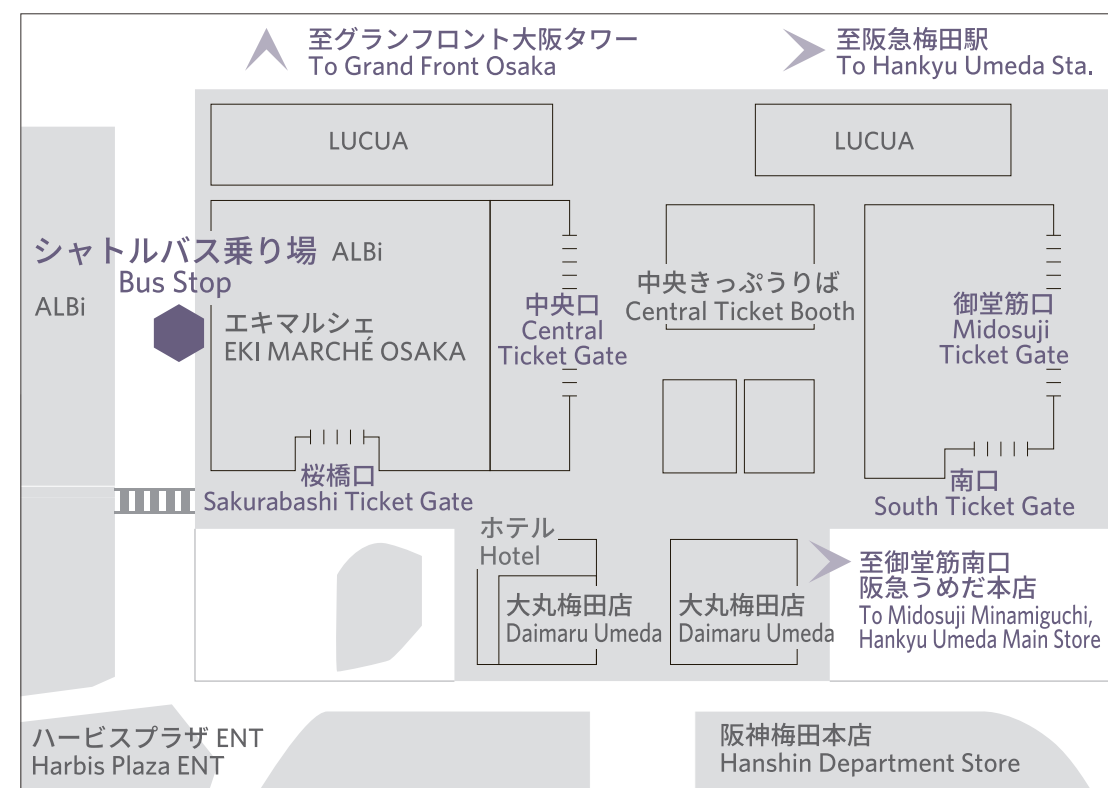 至グランフロント大阪タワー
To Grand Front Osaka
至阪急梅田駅
To Hankyu Umeda Sta.
LUCUA
LUCUA
シャトルバス乗り場
Bus Stop
ALBi
ALBi
エキマルシェ
EKI MARCHÉ OSAKA
中央口
Central
Ticket Gate
中央きっぷうりば
Central Ticket Booth
御堂筋口
Midosuji
Ticket Gate
桜橋口
Sakurabashi Ticket Gate
南口
South Ticket Gate
ホテル
Hotel
大丸梅田店
Daimaru Umeda
大丸梅田店
Daimaru Umeda
至御堂筋南口
阪急うめだ本店
To Midosuji Minamiguchi,
Hankyu Umeda Main Store
ハービスプラザ ENT
Harbis Plaza ENT
阪神梅田本店
Hanshin Department Store